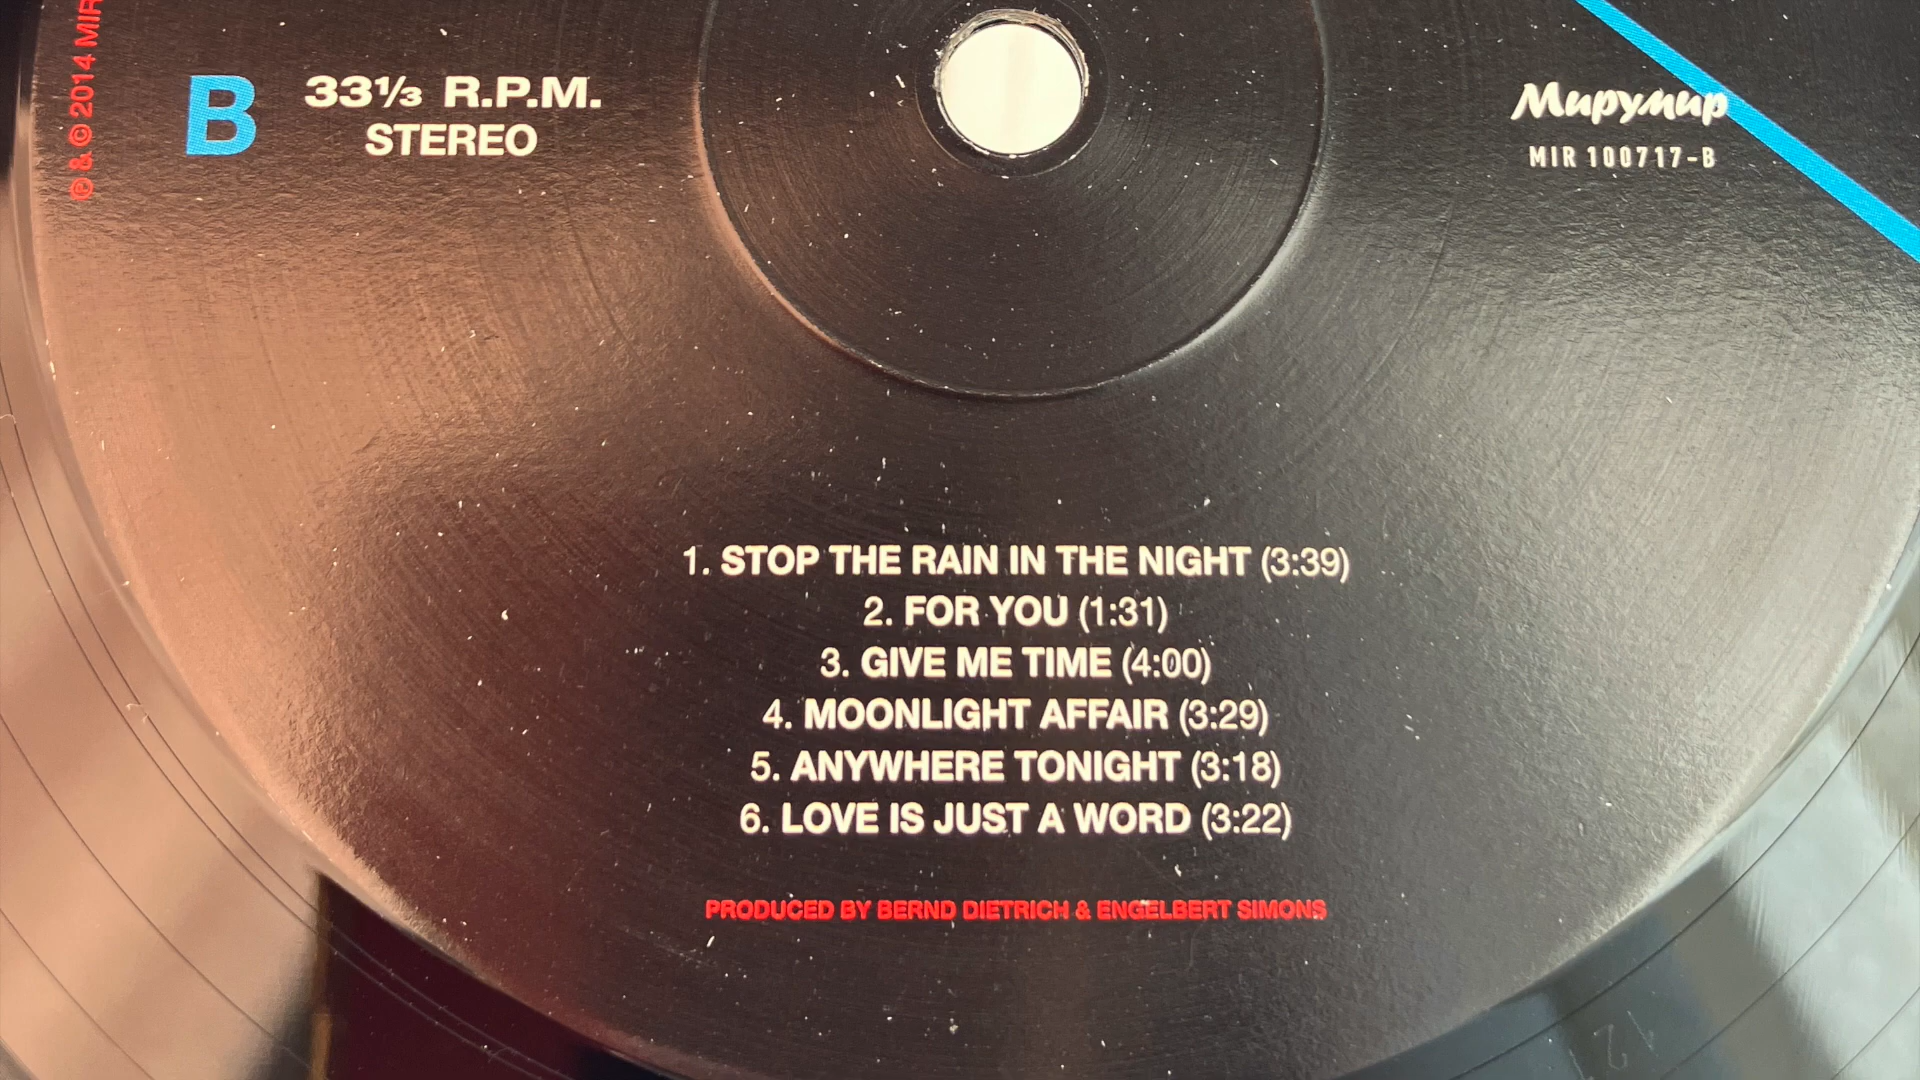 ℗ & © 2014 MIR
B
33⅓ R.P.M.
STEREO
Мирумир
MIR 100717-B
1. STOP THE RAIN IN THE NIGHT (3:39)
2. FOR YOU (1:31)
3. GIVE ME TIME (4:00)
4. MOONLIGHT AFFAIR (3:29)
5. ANYWHERE TONIGHT (3:18)
6. LOVE IS JUST A WORD (3:22)
PRODUCED BY BERND DIETRICH & ENGELBERT SIMONS